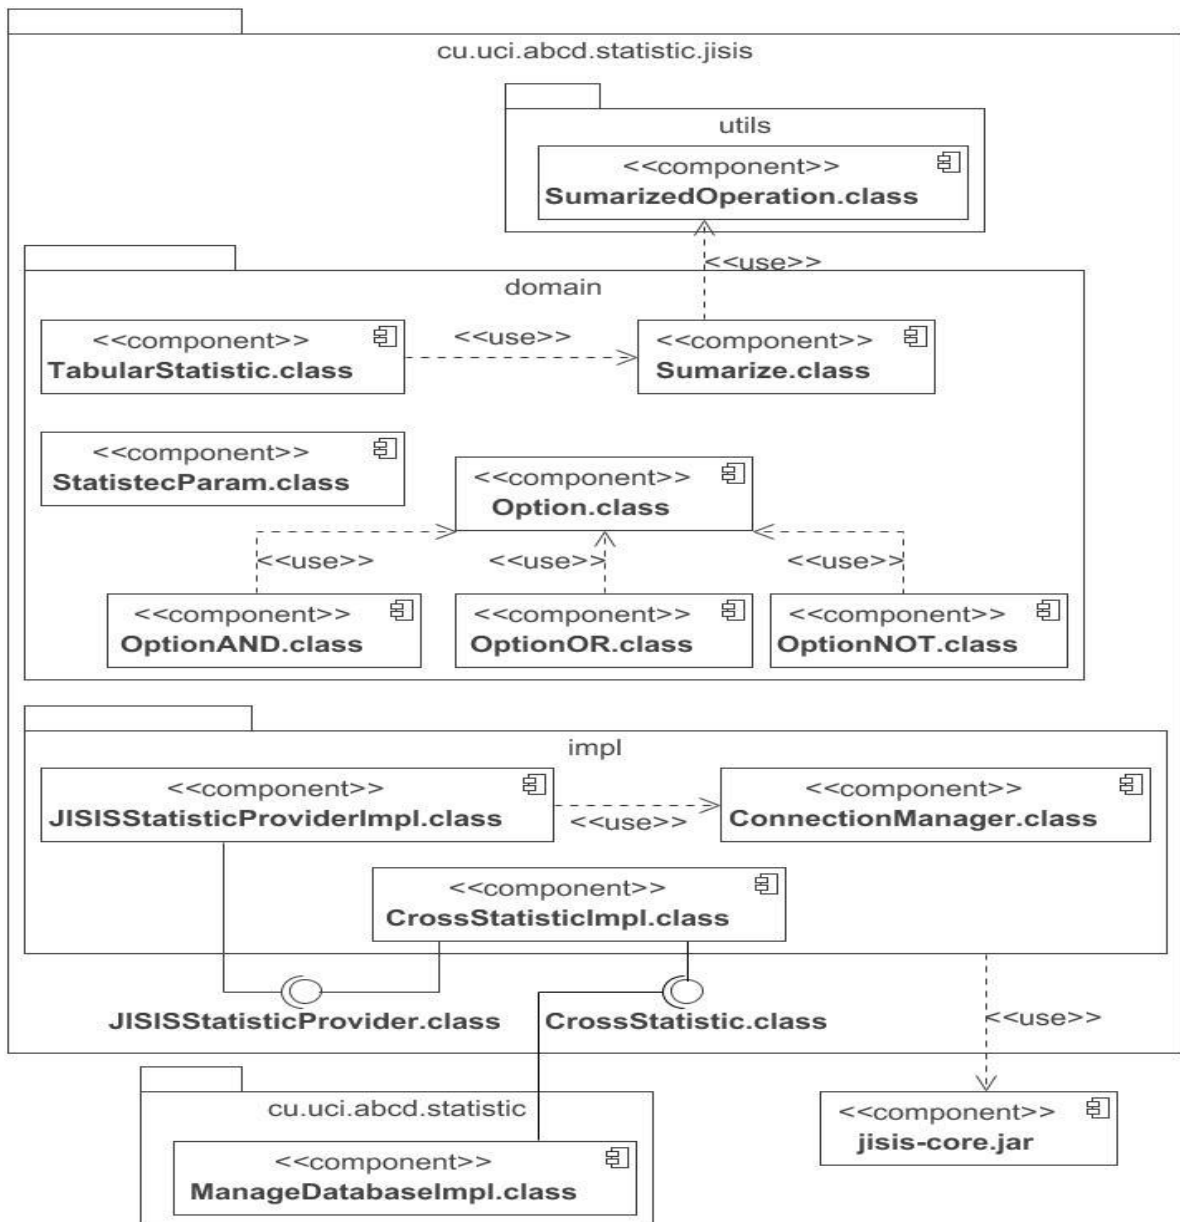 cu.uci.abcd.statistic.jisis
utils
<<component>>
SumarizedOperation.class
<<use>>
domain
<<component>>
TabularStatistic.class
<<use>>
<<component>>
Sumarize.class
<<component>>
StatistecParam.class
<<component>>
Option.class
<<use>>
<<use>>
<<use>>
<<component>>
OptionAND.class
<<component>>
OptionOR.class
<<component>>
OptionNOT.class
impl
<<component>>
JISISStatisticProviderImpl.class
<<use>>
<<component>>
ConnectionManager.class
<<component>>
CrossStatisticImpl.class
JISISStatisticProvider.class
CrossStatistic.class
<<use>>
cu.uci.abcd.statistic
<<component>>
ManageDatabaseImpl.class
<<component>>
jisis-core.jar